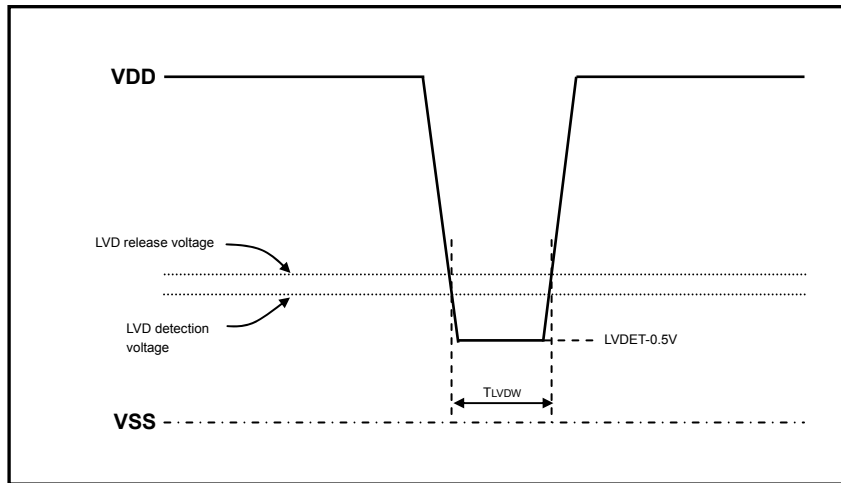 VDD
LVD release voltage
LVD detection
voltage
LVDET-0.5V
TLVDW
VSS